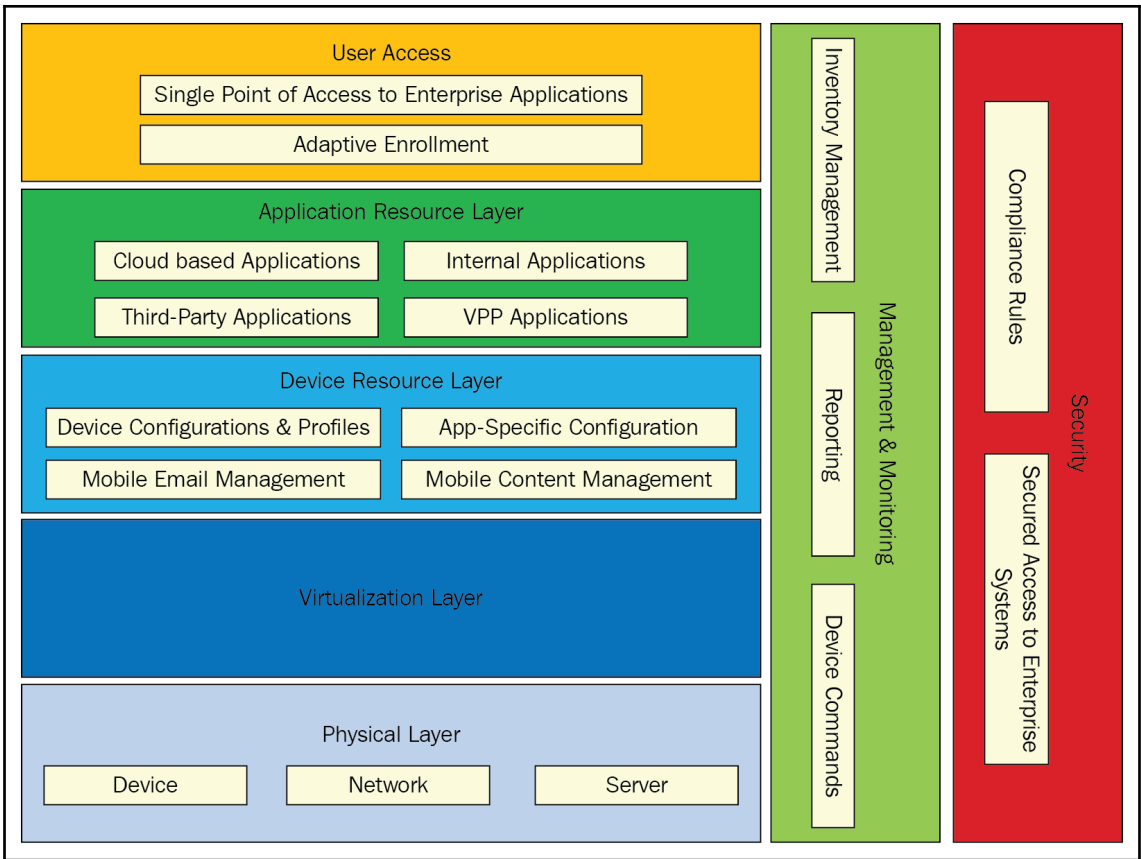 User Access
Single Point of Access to Enterprise Applications
Adaptive Enrollment
Application Resource Layer
Cloud based Applications
Internal Applications
Third-Party Applications
VPP Applications
Device Resource Layer
Device Configurations & Profiles
App-Specific Configuration
Mobile Email Management
Mobile Content Management
Virtualization Layer
Physical Layer
Device
Network
Server
Management & Monitoring
Inventory Management
Reporting
Device Commands
Security
Compliance Rules
Secured Access to Enterprise
Systems